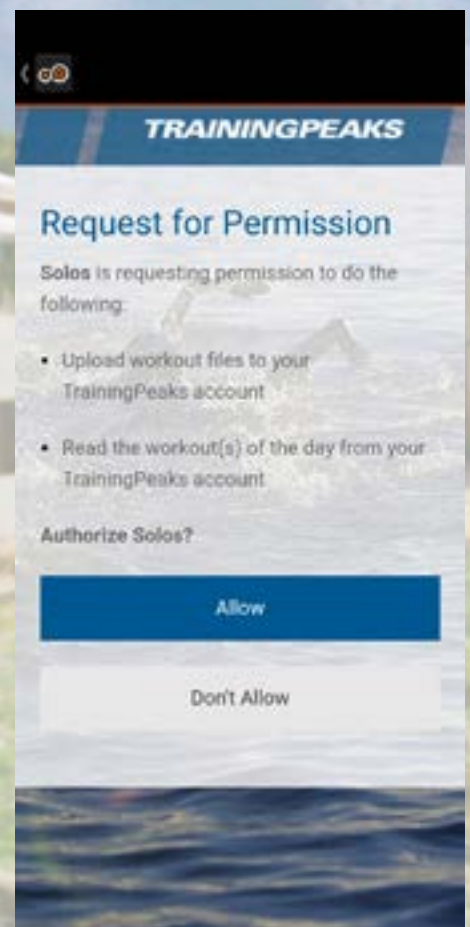 TRAININGPEAKS
Request for Permission
Solos is requesting permission to do the
following:
• Upload workout files to your
TrainingPeaks account
• Read the workout(s) of the day from your
TrainingPeaks account
Authorize Solos?
Allow
Don't Allow